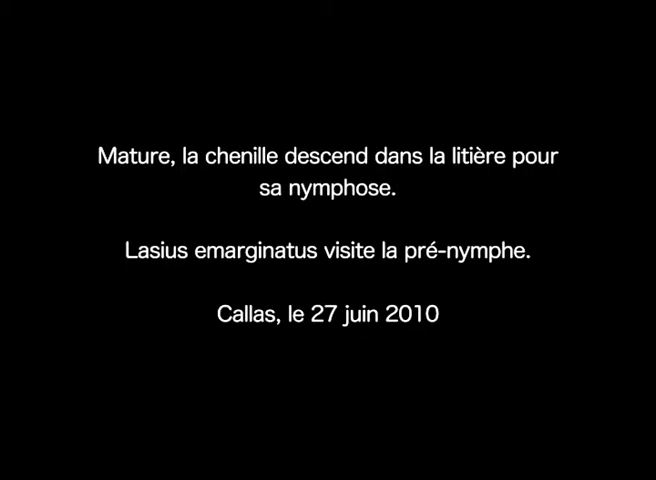 Mature, la chenille descend dans la litière pour
sa nymphose.
Lasius emarginatus visite la pré-nymphe.
Callas, le 27 juin 2010